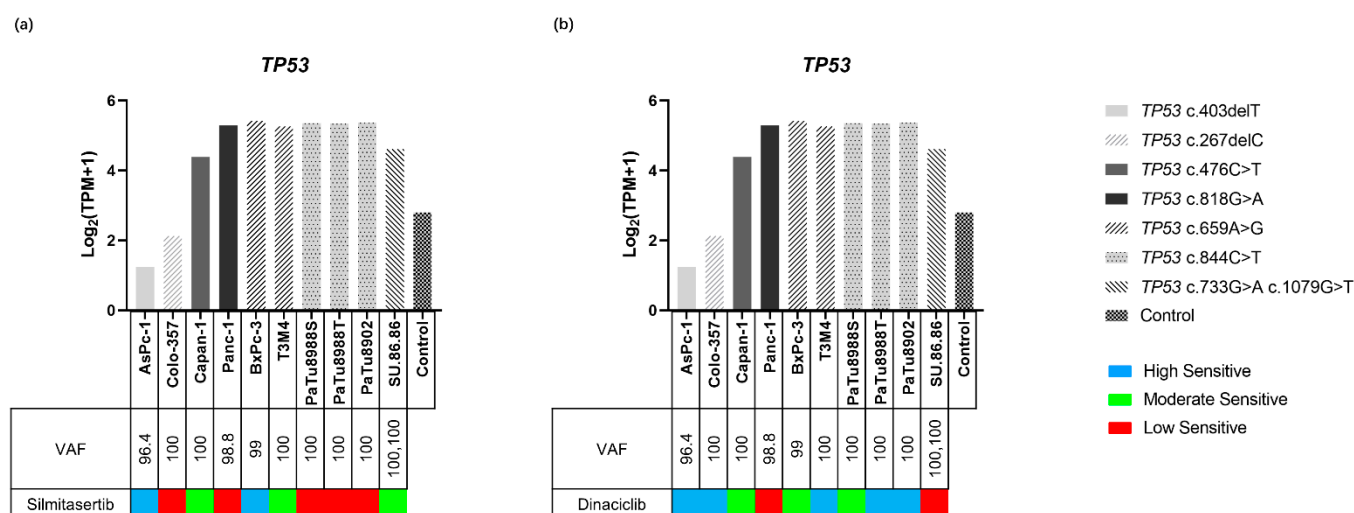 (a)
TP53
Log2(TPM+1)
6
4
2
0
AsPc-1
Colo-357
Capan-1
Panc-1
BxPc-3
T3M4
PaTu8988S
PaTu8988T
PaTu8902
SU.86.86
Control
VAF
96.4
100
100
98.8
99
100
100
100
100
100,100
Silmitasertib
(b)
TP53
Log2(TPM+1)
6
4
2
0
AsPc-1
Colo-357
Capan-1
Panc-1
BxPc-3
T3M4
PaTu8988S
PaTu8988T
PaTu8902
SU.86.86
Control
VAF
96.4
100
100
98.8
99
100
100
100
100
100,100
Dinaciclib
TP53 c.403delT
TP53 c.267delC
TP53 c.476C>T
TP53 c.818G>A
TP53 c.659A>G
TP53 c.844C>T
TP53 c.733G>A c.1079G>T
Control
High Sensitive
Moderate Sensitive
Low Sensitive